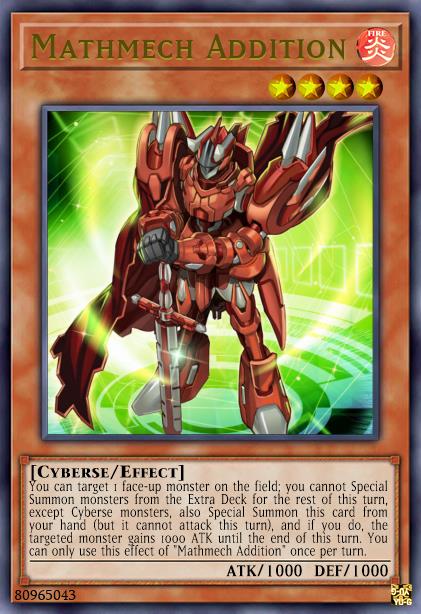 MATHMECH ADDITION
FIRE
炎
[CYBERSE/EFFECT]
You can target 1 face-up monster on the field; you cannot Special
Summon monsters from the Extra Deck for the rest of this turn,
except Cyberse monsters, also Special Summon this card from
your hand (but it cannot attack this turn), and if you do, the
targeted monster gains 1000 ATK until the end of this turn. You
can only use this effect of "Mathmech Addition" once per turn.
ATK/1000 DEF/1000
80965043